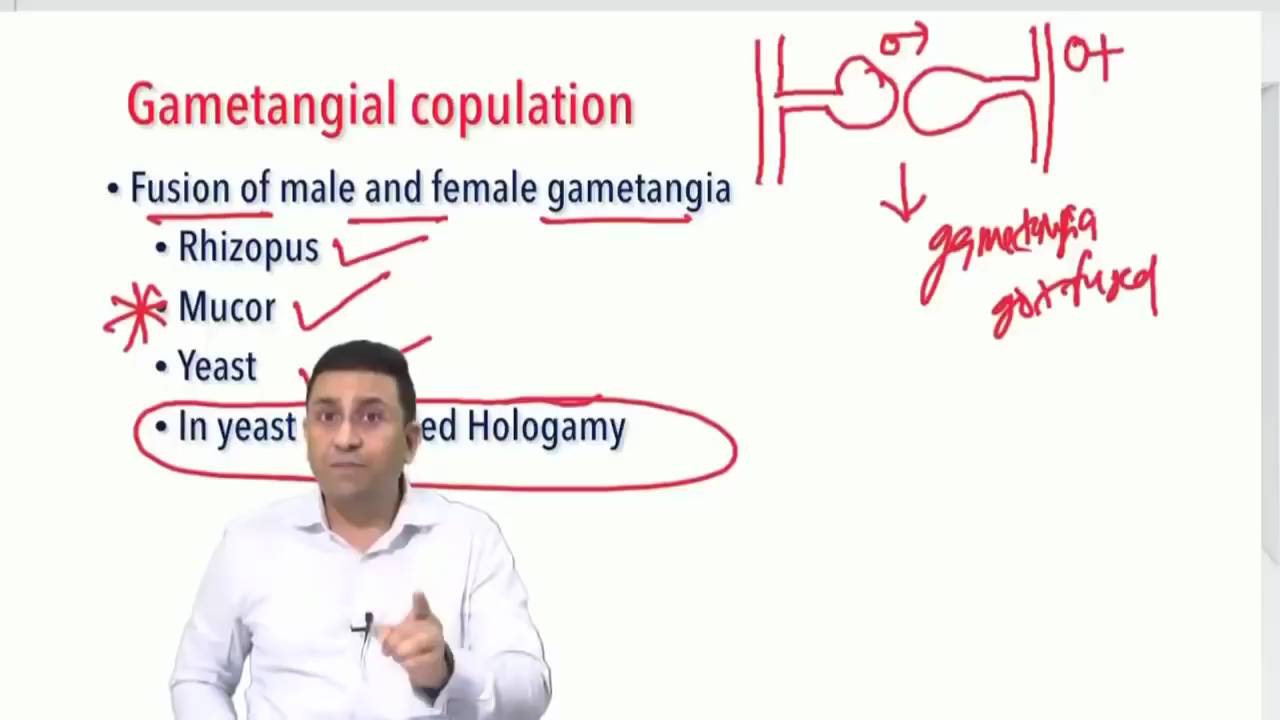 Gametangial copulation
• Fusion of male and female gametangia
• Rhizopus
• Mucor
• Yeast
• In yeast ed Hologamy
gametangia
got fused